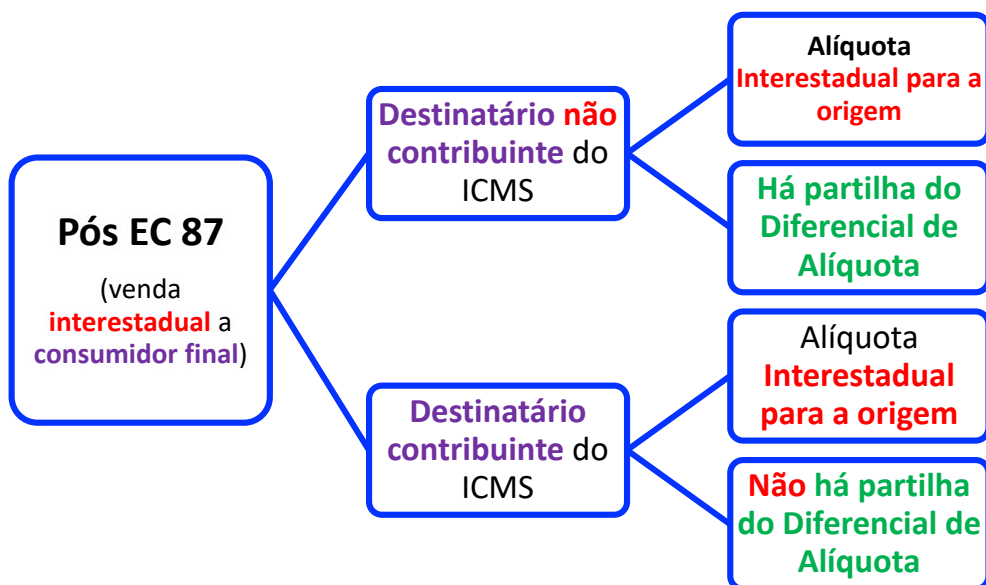 Pós EC 87
(venda
interestadual a
consumidor final)
Destinatário não
contribuinte do
ICMS
Alíquota
Interestadual para a
origem
Há partilha do
Diferencial de
Alíquota
Destinatário
contribuinte do
ICMS
Alíquota
Interestadual
para a origem
Não há partilha
do Diferencial de
Alíquota